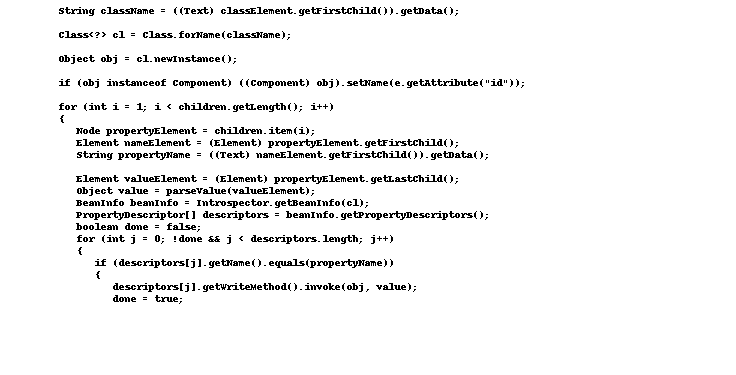 String className = ((Text) classElement.getFirstChild()).getData();
Class<?> cl = Class.forName(className);
Object obj = cl.newInstance();
if (obj instanceof Component) ((Component) obj).setName(e.getAttribute("id"));
for (int i = 1; i < children.getLength(); i++)
{
Node propertyElement = children.item(i);
Element nameElement = (Element) propertyElement.getFirstChild();
String propertyName = ((Text) nameElement.getFirstChild()).getData();
Element valueElement = (Element) propertyElement.getLastChild();
Object value = parseValue(valueElement);
BeanInfo beanInfo = Introspector.getBeanInfo(cl);
PropertyDescriptor[] descriptors = beanInfo.getPropertyDescriptors();
boolean done = false;
for (int j = 0; !done && j < descriptors.length; j++)
{
if (descriptors[j].getName().equals(propertyName))
{
descriptors[j].getWriteMethod().invoke(obj, value);
done = true;